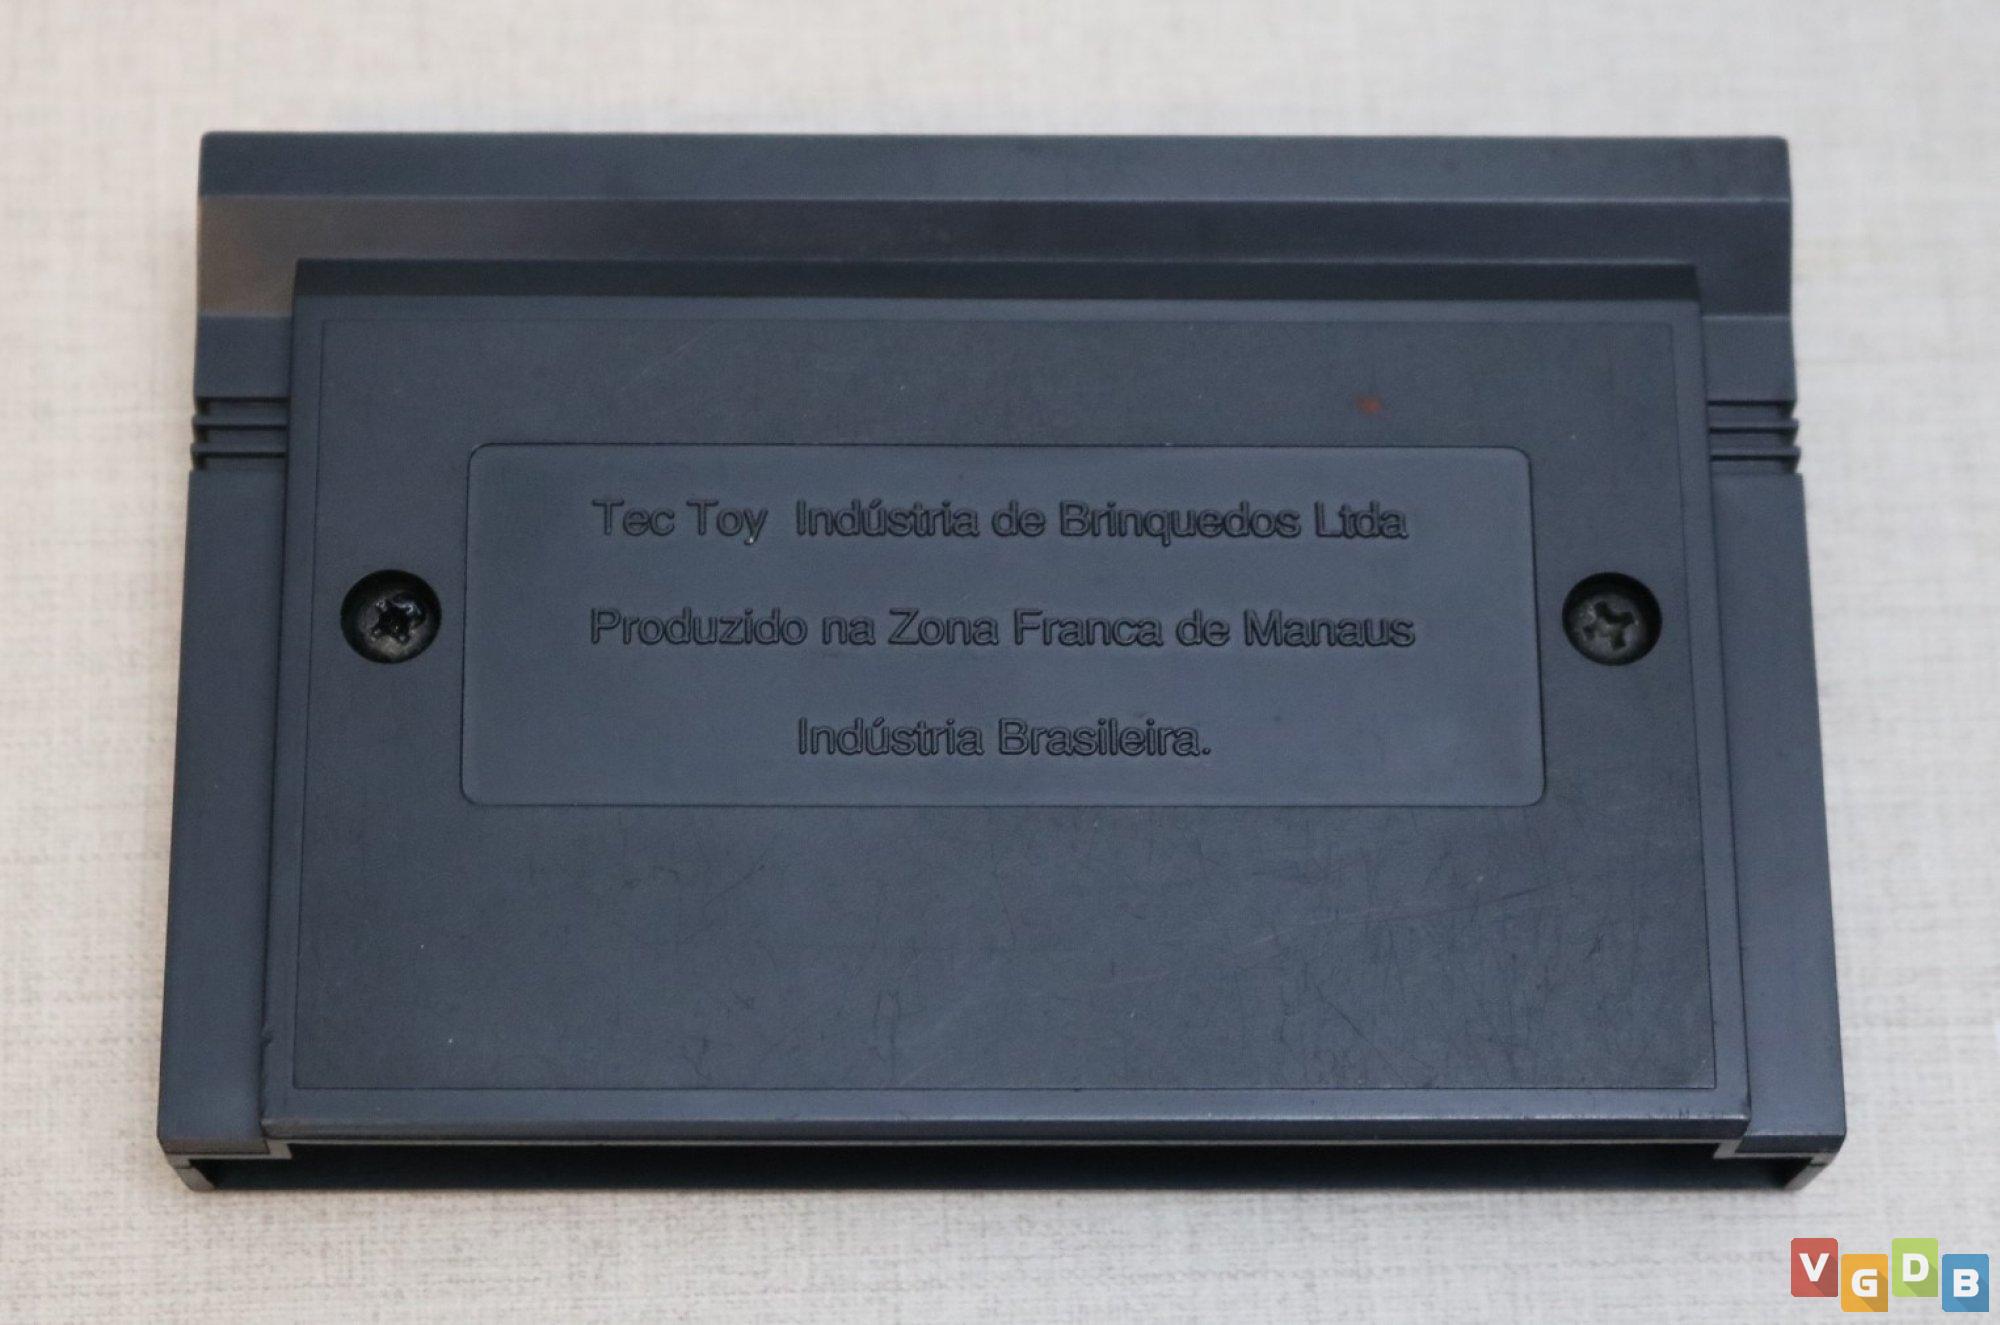 Tec Toy Indústria de Brinquedos Ltda
Produzido na Zona Franca de Manaus
Indústria Brasileira.
VGDB